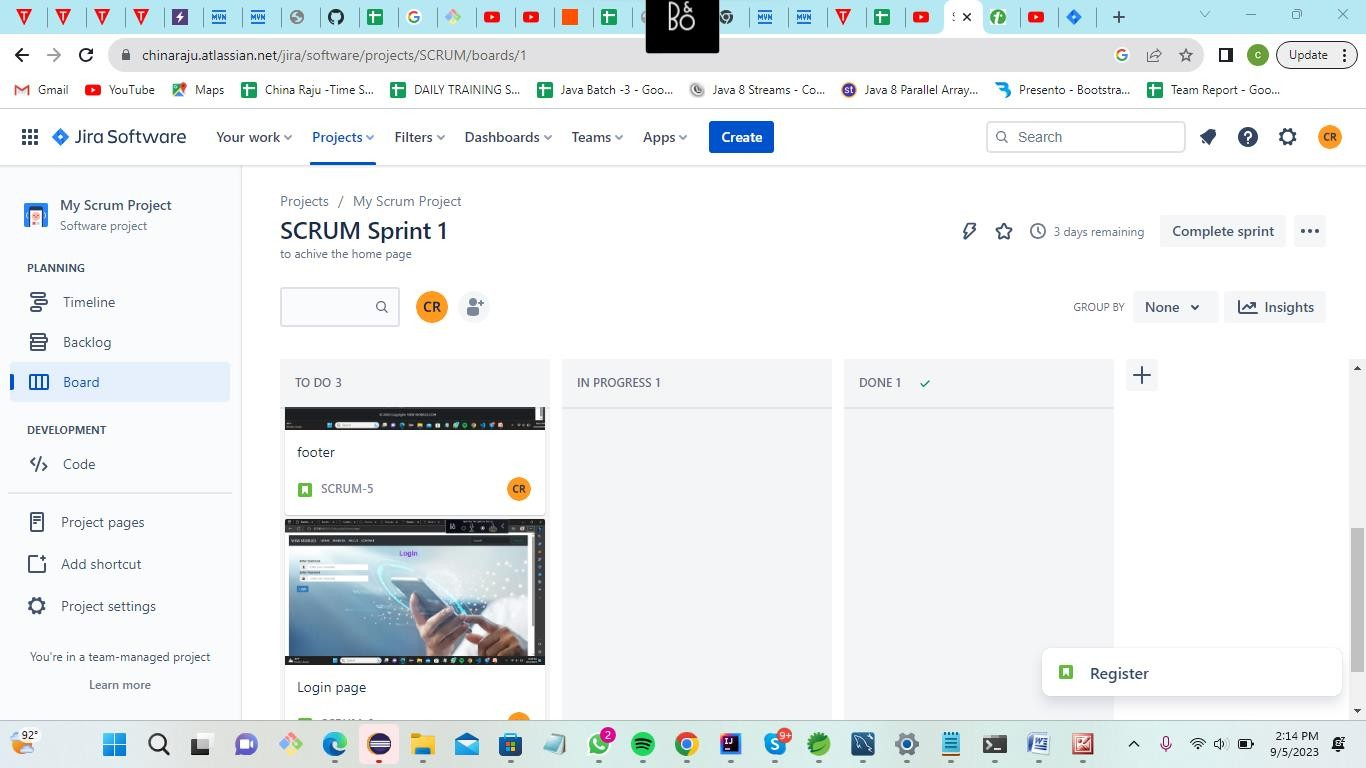 B&
BO
chinaraju.atlassian.net/jira/software/projects/SCRUM/boards/1
c
Update
Gmail
YouTube
Maps
China Raju -Time S...
DAILY TRAINING S...
Java Batch -3 - Goo...
Java 8 Streams - Co...
Java 8 Parallel Array...
Presento - Bootstra...
Team Report - Goo...
Jira Software
Your work
Projects
Filters
Dashboards
Teams
Apps
Create
Search
CR
My Scrum Project
Software project
PLANNING
Timeline
Backlog
Board
DEVELOPMENT
Code
Project pages
Add shortcut
Project settings
You're in a team-managed project
Learn more
Projects / My Scrum Project
SCRUM Sprint 1
to achive the home page
3 days remaining
Complete sprint
CR
GROUP BY
None
Insights
TO DO 3
IN PROGRESS 1
DONE 1
footer
SCRUM-5
CR
Login
Login page
Register
92°
2
9+
2:14 PM
9/5/2023